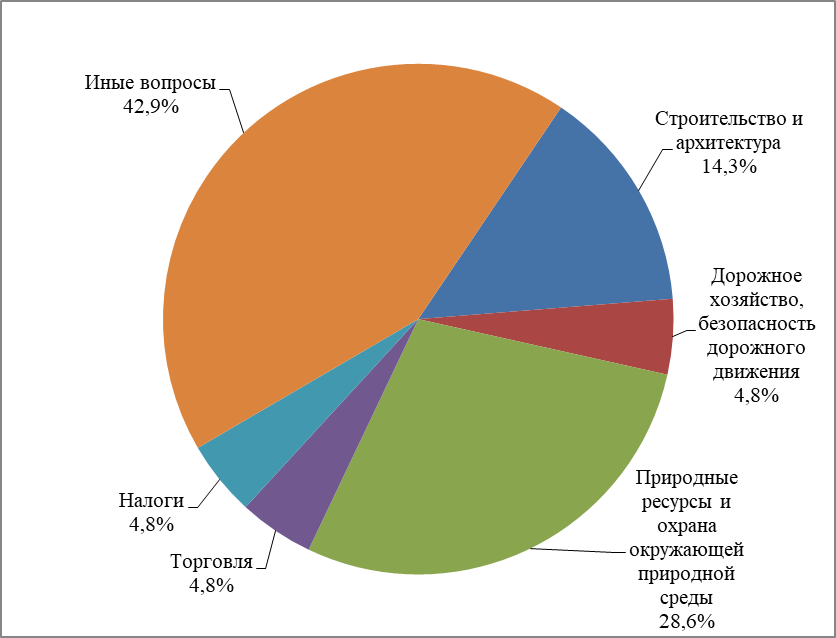 Иные вопросы
42,9%
Строительство и
архитектура
14,3%
Дорожное
хозяйство,
безопасность
дорожного
движения
4,8%
Природные
ресурсы и
охрана
окружающей
природной
среды
28,6%
Торговля
4,8%
Налоги
4,8%